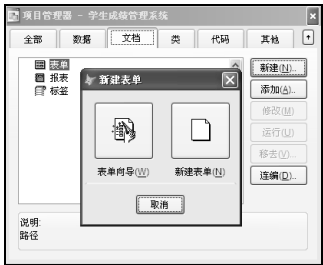 项目管理器 - 学生成绩管理系统
全部 数据 文档 类 代码 其他
表单
报表
标签
新建(N)...
添加(A)...
修改(M)
运行(U)
移去(V)...
连编(D)...
新建表单
表单向导(W) 新建表单(N)
取消
说明:
路径